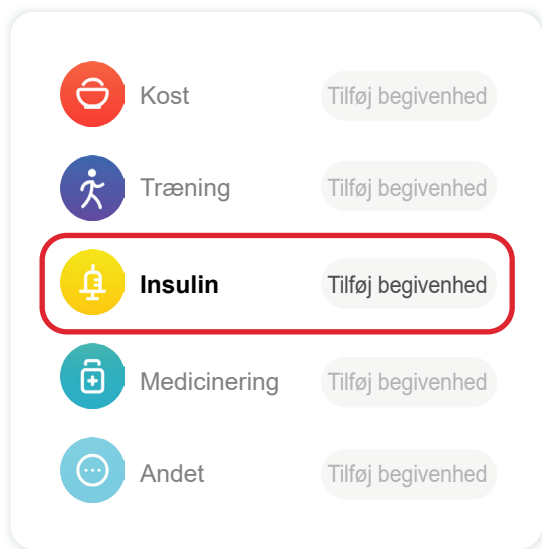 Kost Tilføj begivenhed
Træning Tilføj begivenhed
Insulin Tilføj begivenhed
Medicinering Tilføj begivenhed
Andet Tilføj begivenhed